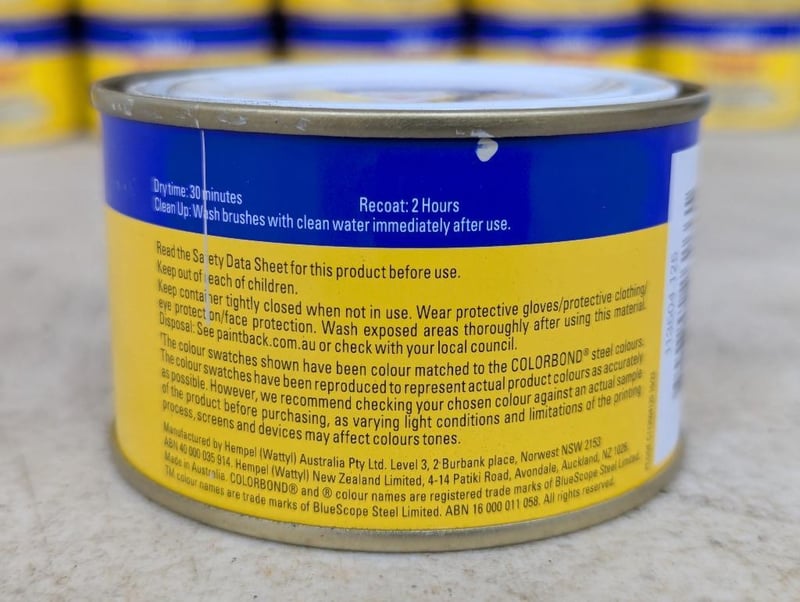 Dry time: 30 minutes
Recoat: 2 Hours
Clean Up: Wash brushes with clean water immediately after use.
Read the Safety Data Sheet for this product before use.
Keep out of reach of children.
Keep container tightly closed when not in use. Wear protective gloves/protective clothing/
eye protection/face protection. Wash exposed areas thoroughly after using this material.
Disposal: See paintback.com.au or check with your local council.
*The colour swatches shown have been colour matched to the COLORBOND® steel colours.
The colour swatches have been reproduced to represent actual product colours as accurately
as possible. However, we recommend checking your chosen colour against an actual sample
of the product before purchasing, as varying light conditions and limitations of the printing
process, screens and devices may affect colours tones.
Manufactured by Hempel (Wattyl) Australia Pty Ltd. Level 3, 2 Burbank place, Norwest NSW 2153
ABN 40 000 035 914. Hempel (Wattyl) New Zealand Limited, 4-14 Patiki Road, Avondale, Auckland, NZ 1026.
Made in Australia. COLORBOND® and ® colour names are registered trade marks of BlueScope Steel Limited.
TM colour names are trade marks of BlueScope Steel Limited. ABN 16 000 011 058. All rights reserved.